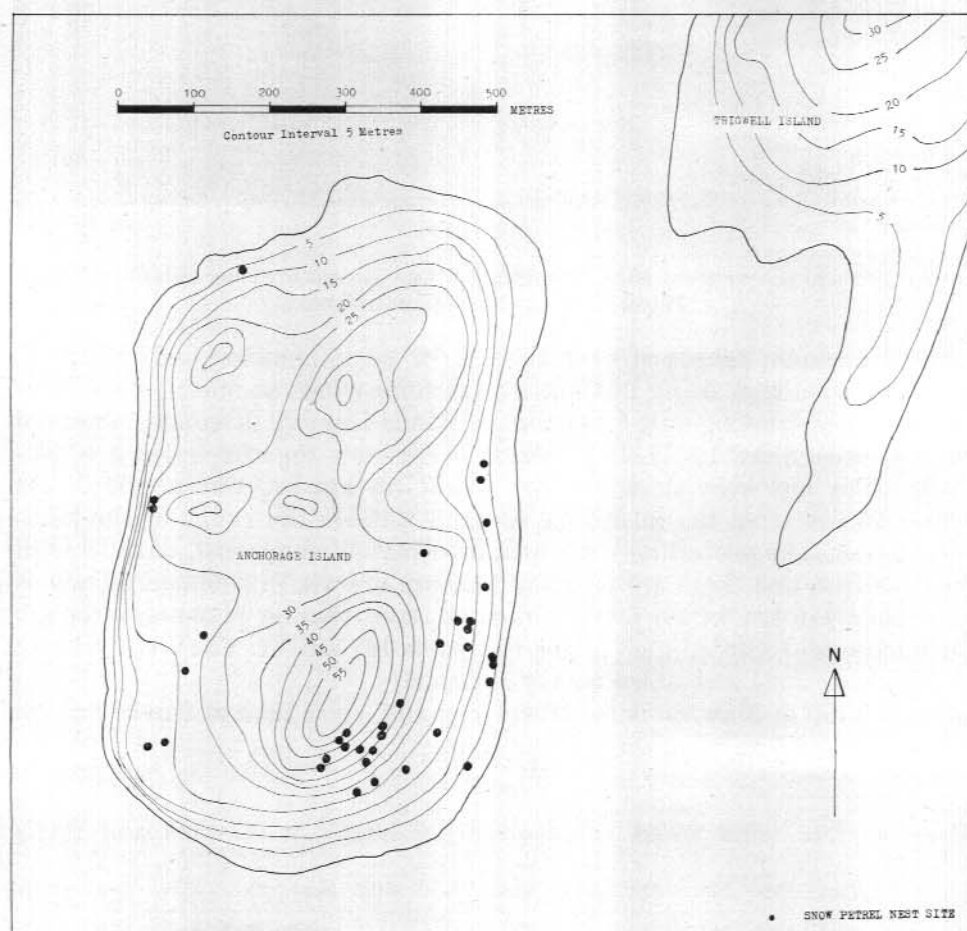 0 100 200 300 400 500 METRES
Contour Interval 5 Metres
30
25
20
15
10
5
TRIGWELL ISLAND
5
10
15
20
25
ANCHORAGE ISLAND
30
35
40
45
50
55
N
SNOW PETREL NEST SITE